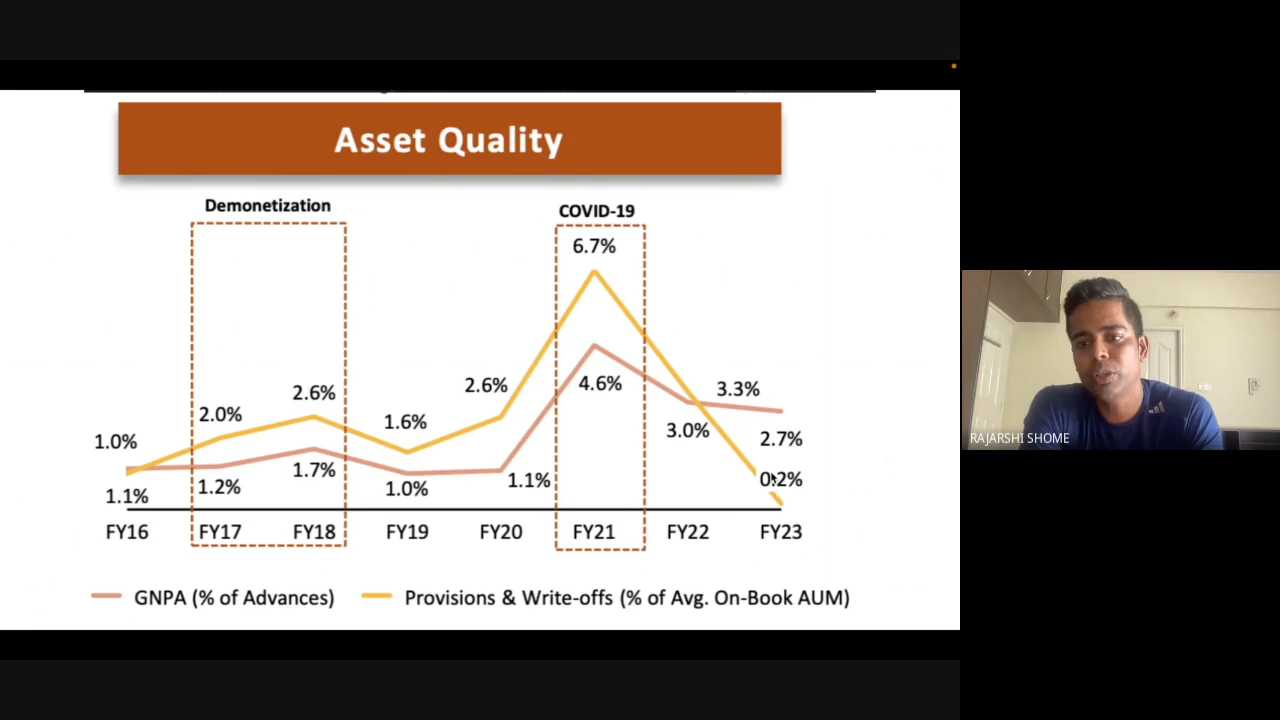 Asset Quality
Demonetization
COVID-19
6.7%
2.6%
2.6%
3.3%
4.6%
2.0%
1.6%
1.0%
3.0%
2.7%
1.7%
0.2%
1.1%
1.2%
1.0%
1.1%
FY16 FY17 FY18 FY19 FY20 FY21 FY22 FY23
GNPA (% of Advances) Provisions & Write-offs (% of Avg. On-Book AUM)
RAJARSHI SHOME